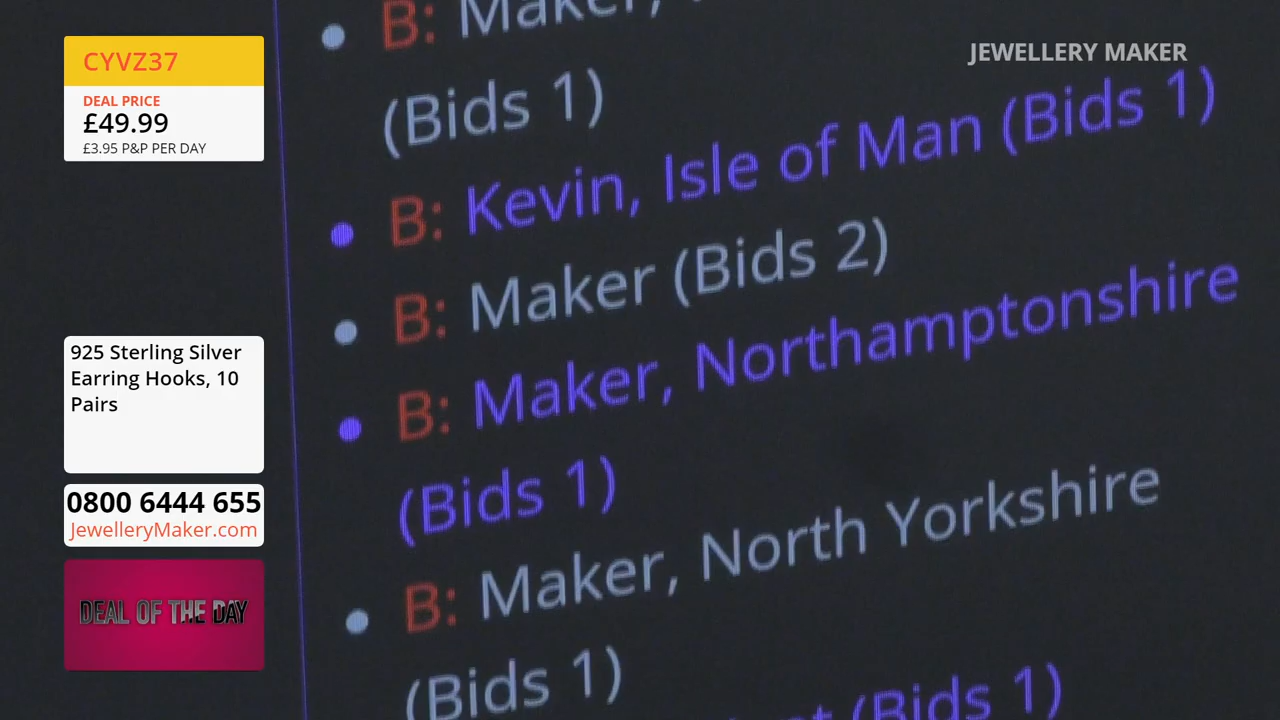 CYVZ37
DEAL PRICE
£49.99
£3.95 P&P PER DAY
925 Sterling Silver
Earring Hooks, 10
Pairs
0800 6444 655
JewelleryMaker.com
DEAL OF THE DAY
JEWELLERY MAKER
B: Maker,
(Bids 1)
B: Kevin, Isle of Man (Bids 1)
B: Maker (Bids 2)
B: Maker, Northamptonshire
(Bids 1)
B: Maker, North Yorkshire
(Bids 1)
(Bids 1)